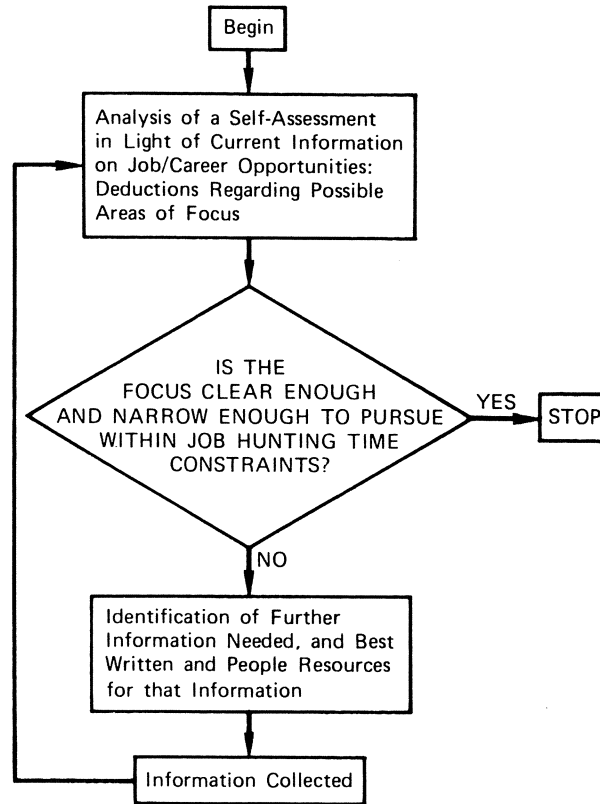 Begin
Analysis of a Self-Assessment
in Light of Current Information
on Job/Career Opportunities:
Deductions Regarding Possible
Areas of Focus
IS THE
FOCUS CLEAR ENOUGH
AND NARROW ENOUGH TO PURSUE
WITHIN JOB HUNTING TIME
CONSTRAINTS?
YES
STOP
NO
Identification of Further
Information Needed, and Best
Written and People Resources
for that Information
Information Collected